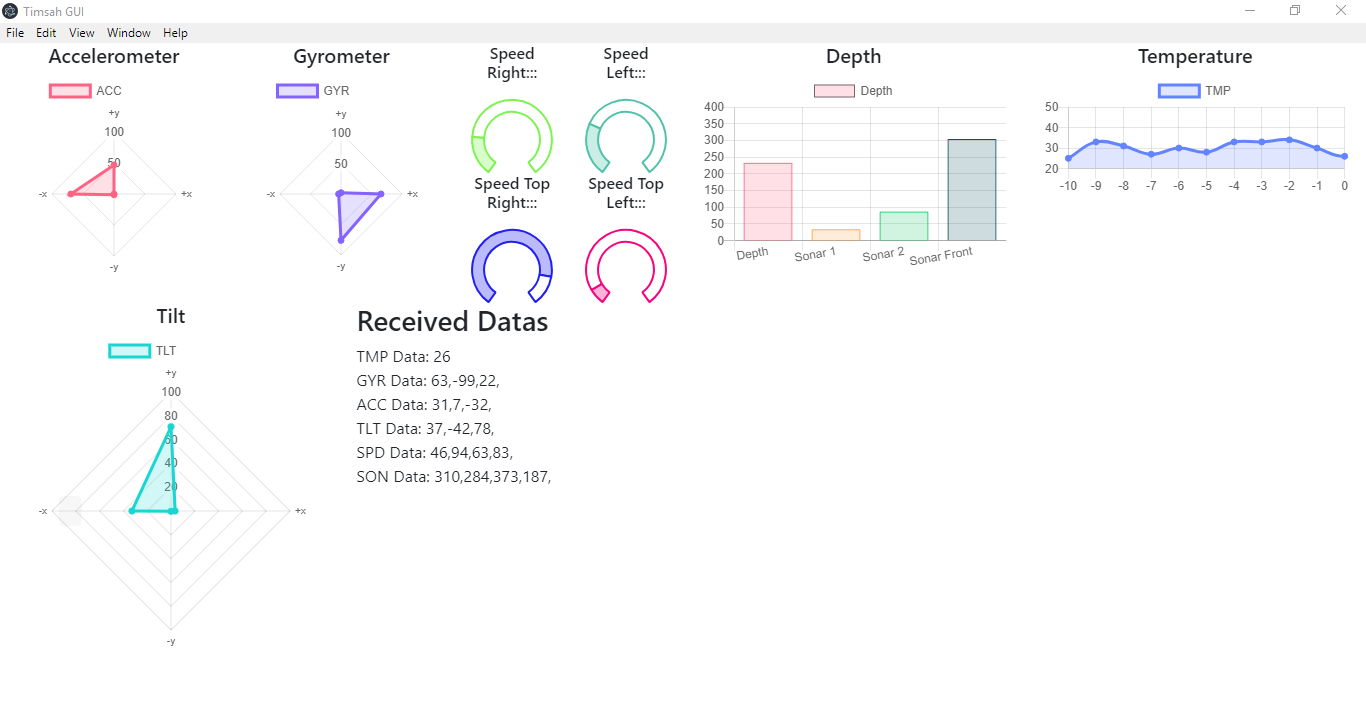 Timsah GUI
File Edit View Window Help
Accelerometer
ACC
+y
100
50
-x
+x
-y
Gyrometer
GYR
+y
100
50
-x
+x
-y
Speed
Right:::
Speed
Left:::
Speed Top
Right:::
Speed Top
Left:::
Depth
Depth
400
350
300
250
200
150
100
50
0
Depth
Sonar 1
Sonar 2
Sonar Front
Temperature
TMP
50
40
30
20
-10 -9 -8 -7 -6 -5 -4 -3 -2 -1 0
Tilt
TLT
+y
100
80
60
40
20
-x
+x
-y
Received Datas
TMP Data: 26
GYR Data: 63,-99,22,
ACC Data: 31,7,-32,
TLT Data: 37,-42,78,
SPD Data: 46,94,63,83,
SON Data: 310,284,373,187,